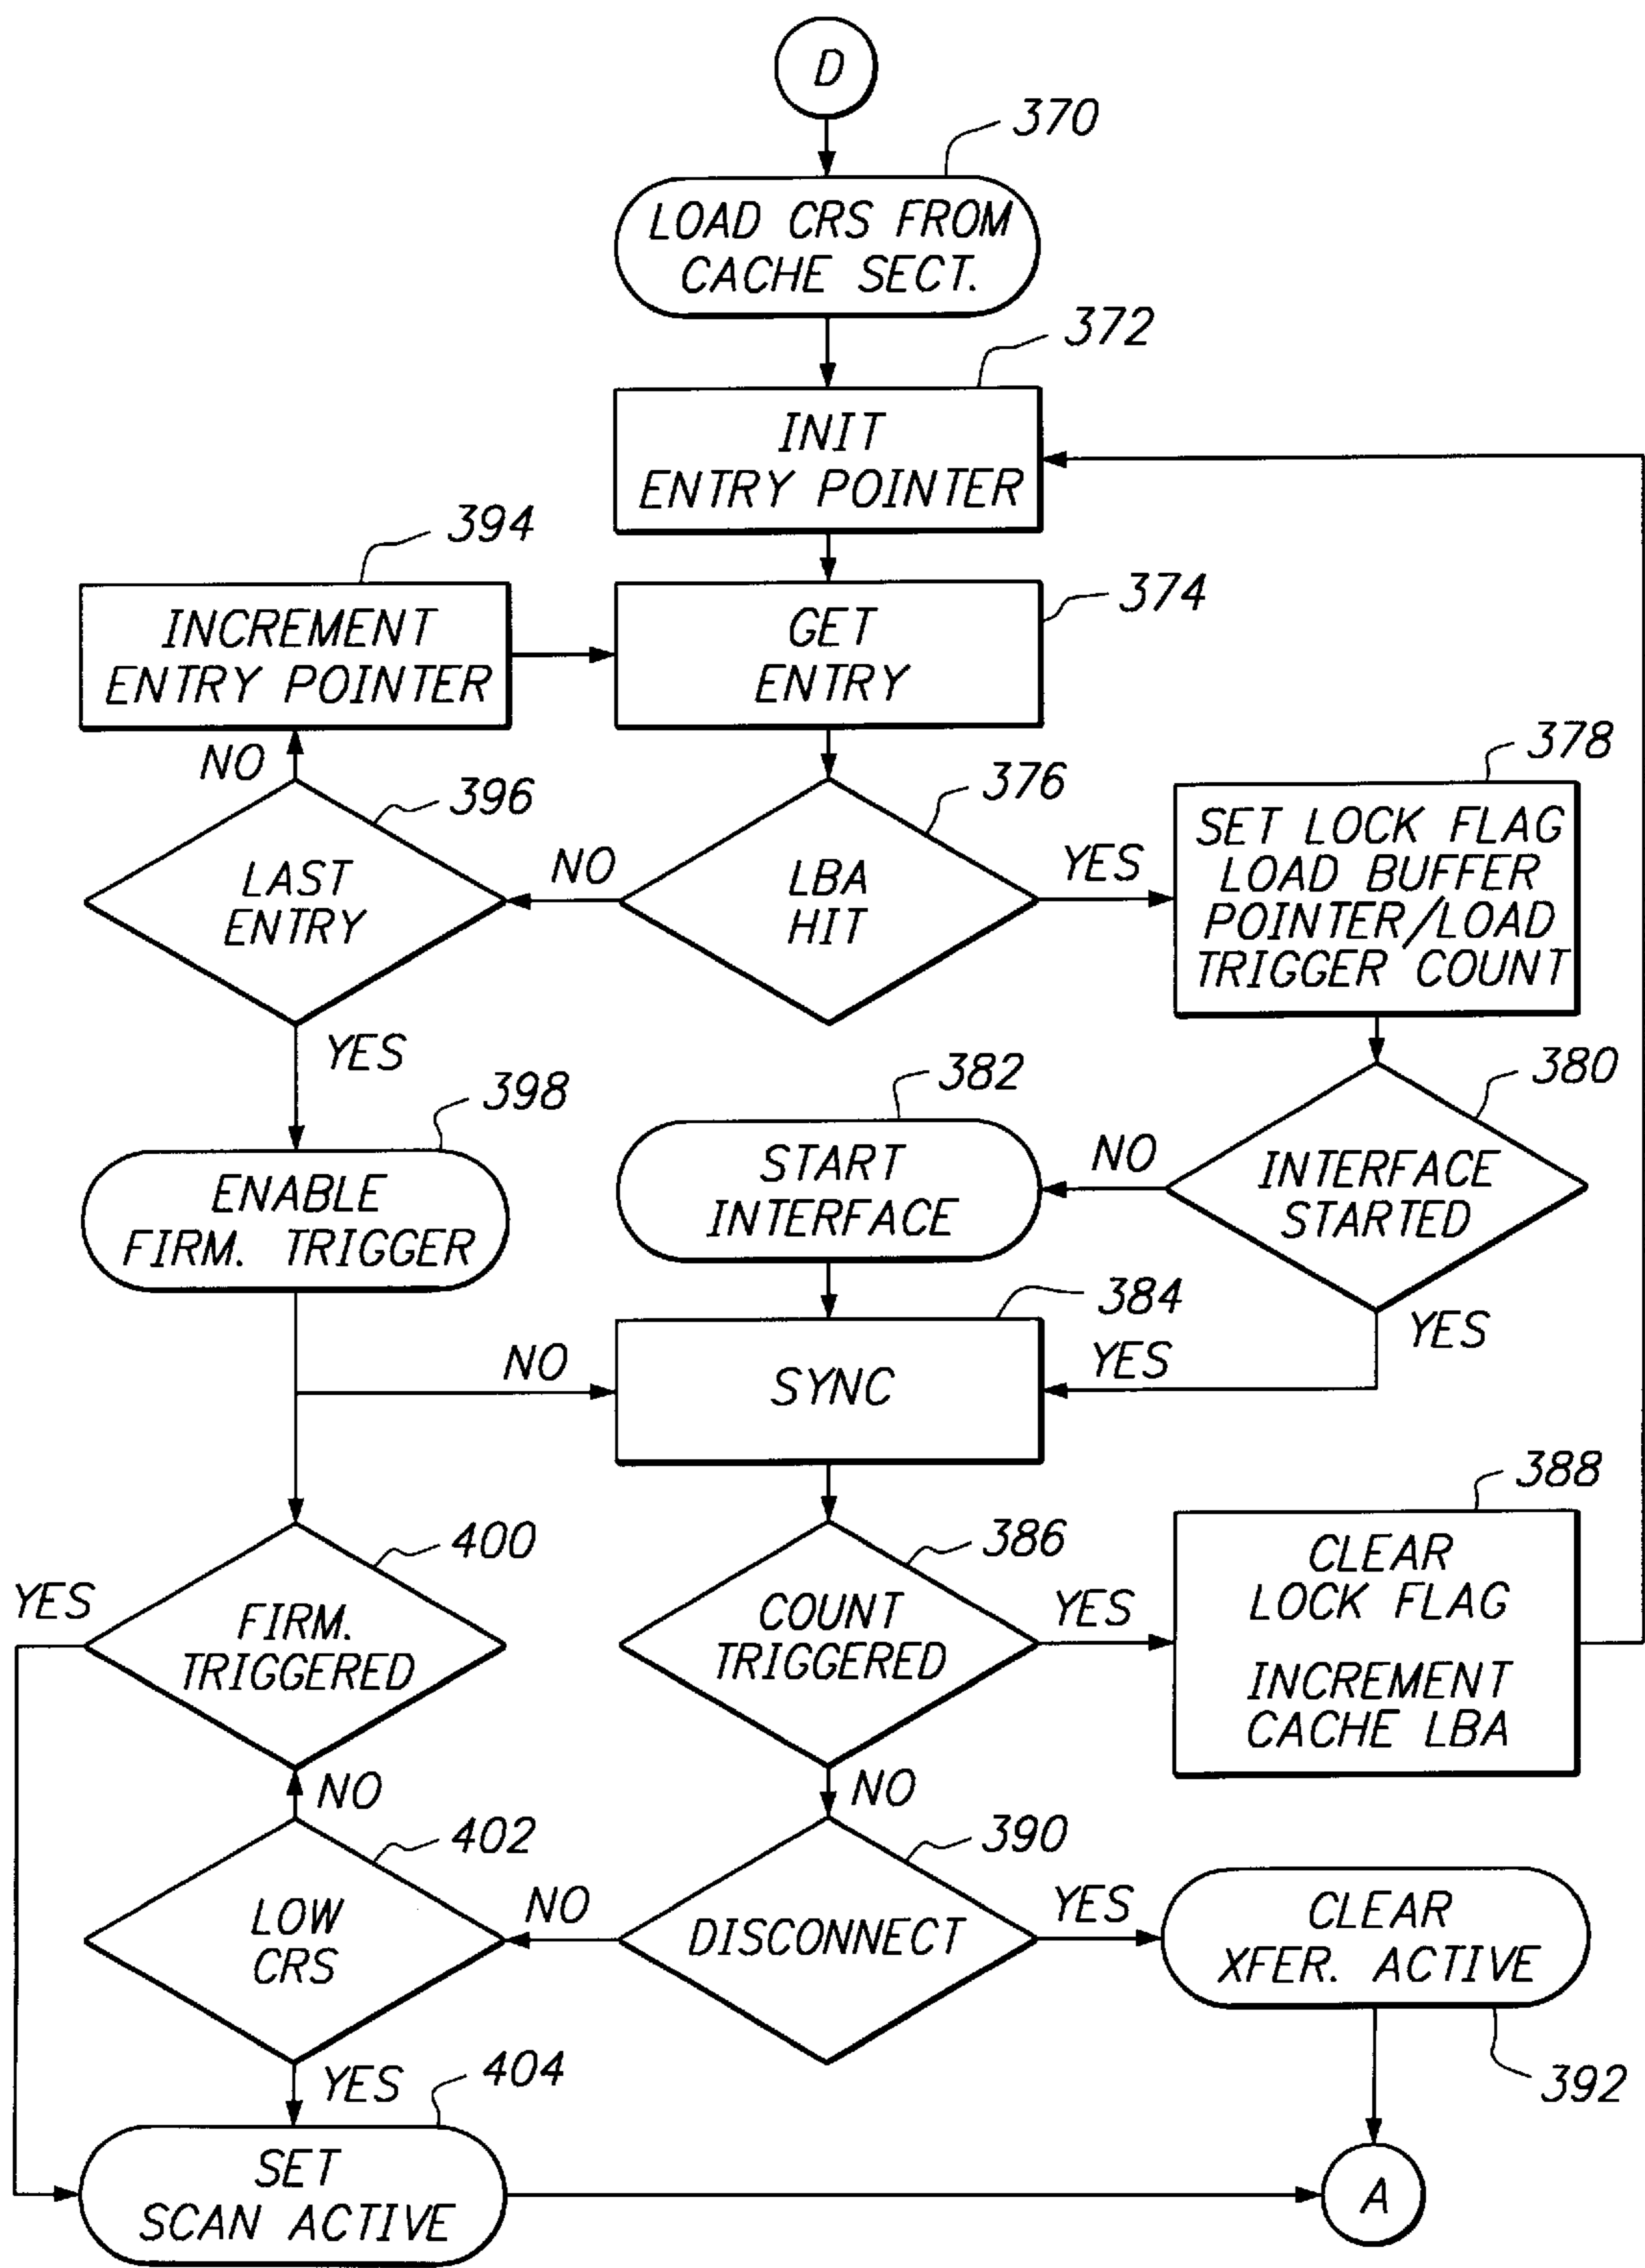 D
370
LOAD CRS FROM
CACHE SECT.
372
INIT
ENTRY POINTER
394
INCREMENT
ENTRY POINTER
374
GET
ENTRY
NO
396
LAST
ENTRY
NO
376
LBA
HIT
YES
378
SET LOCK FLAG
LOAD BUFFER
POINTER/LOAD
TRIGGER COUNT
YES
398
ENABLE
FIRM. TRIGGER
382
START
INTERFACE
NO
380
INTERFACE
STARTED
YES
384
NO
SYNC
YES
400
YES
FIRM.
TRIGGERED
386
COUNT
TRIGGERED
YES
388
CLEAR
LOCK FLAG
INCREMENT
CACHE LBA
NO
NO
402
LOW
CRS
NO
390
DISCONNECT
YES
CLEAR
XFER. ACTIVE
392
YES
404
SET
SCAN ACTIVE
A